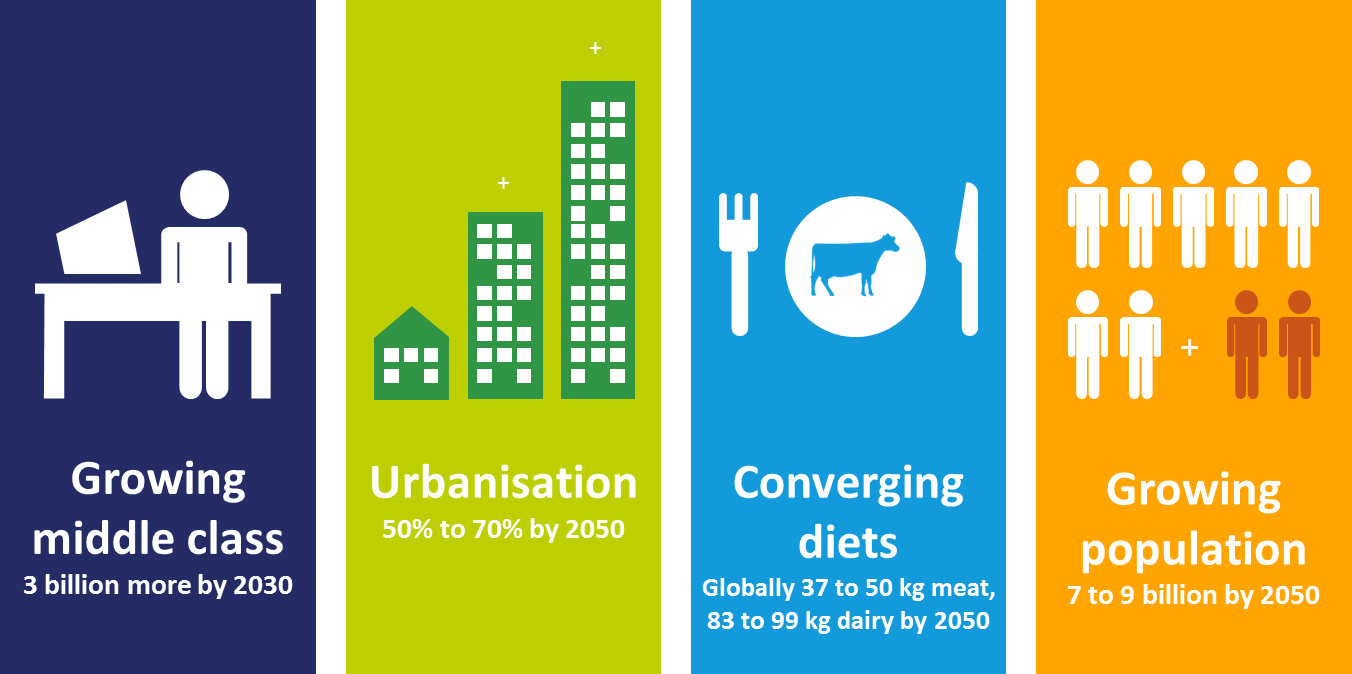 Growing
middle class
3 billion more by 2030
+
+
Urbanisation
50% to 70% by 2050
Converging
diets
Globally 37 to 50 kg meat,
83 to 99 kg dairy by 2050
+
Growing
population
7 to 9 billion by 2050